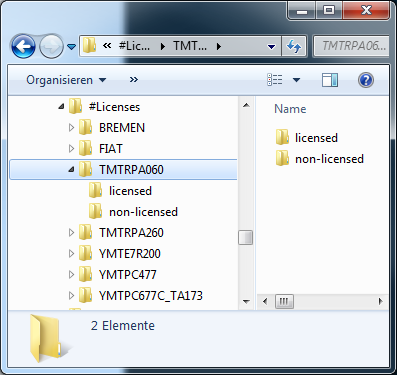 #Lic... TMT... TMTRPA06...
Organisieren
#Licenses
BREMEN
FIAT
TMTRPA060
licensed
non-licensed
TMTRPA260
YMTE7R200
YMTPC477
YMTPC677C_TA173
Name
licensed
non-licensed
2 Elemente